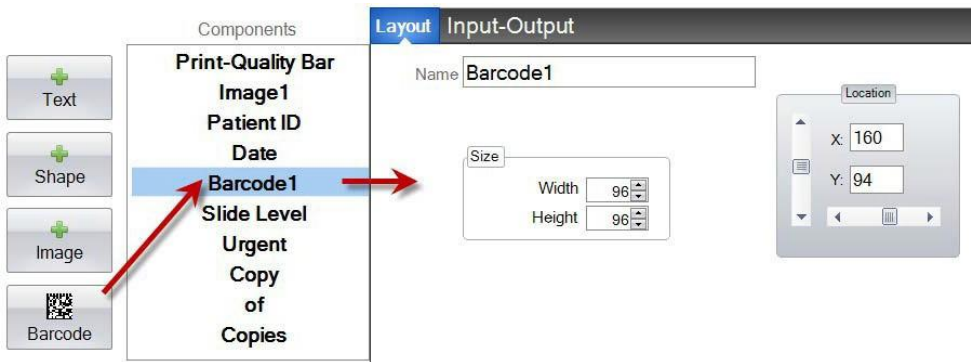 Text
Shape
Image
Barcode
Components
Print-Quality Bar
Image1
Patient ID
Date
Barcode1
Slide Level
Urgent
Copy
of
Copies
Layout Input-Output
Name Barcode1
Size
Width 96
Height 96
Location
X: 160
Y: 94